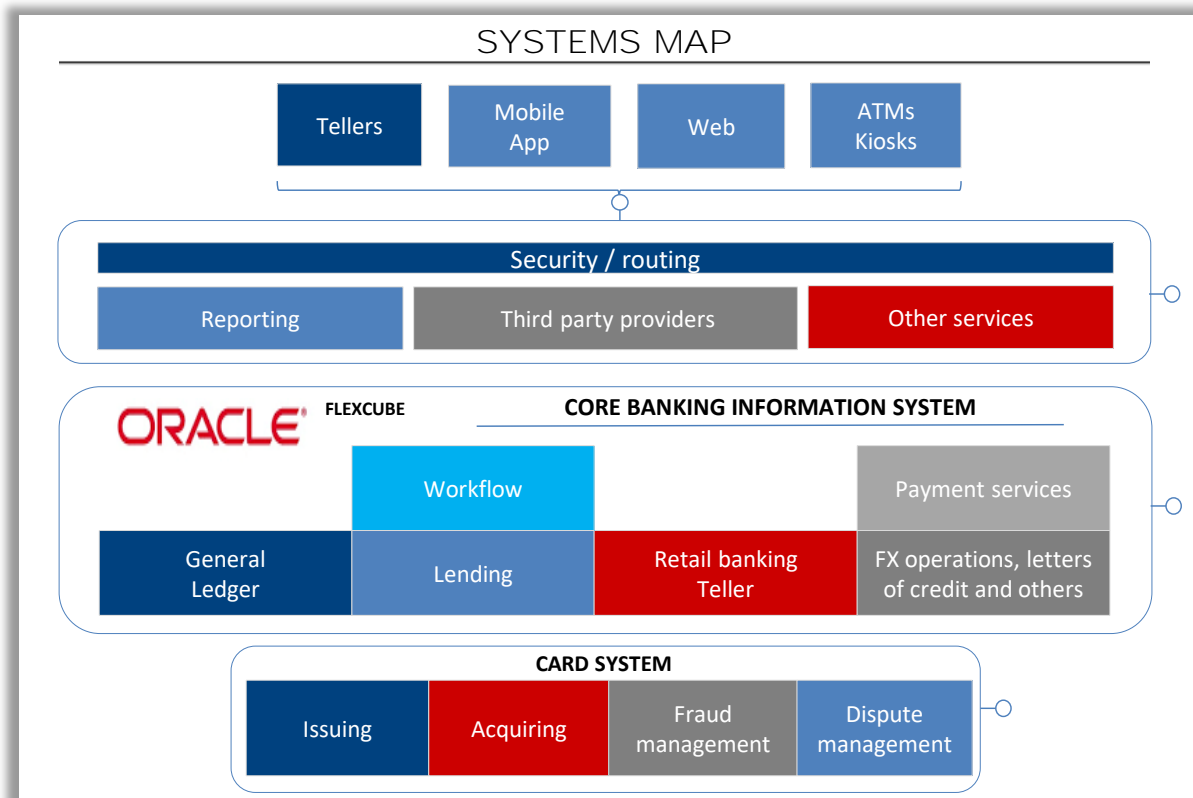 SYSTEMS MAP
Tellers
Mobile
App
Web
ATMs
Kiosks
Security / routing
Reporting
Third party providers
Other services
ORACLE®
FLEXCUBE
CORE BANKING INFORMATION SYSTEM
Workflow
Payment services
General
Ledger
Lending
Retail banking
Teller
FX operations, letters
of credit and others
CARD SYSTEM
Issuing
Acquiring
Fraud
management
Dispute
management